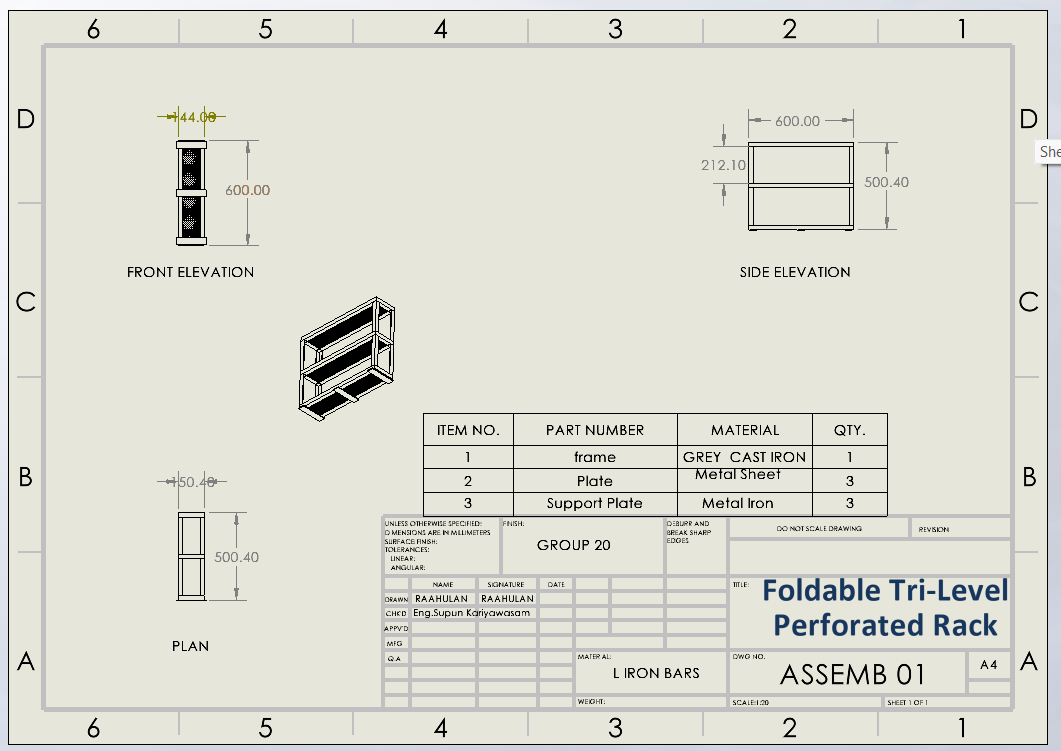 6 5 4 3 2 1
D D
144.00
600.00
FRONT ELEVATION
600.00
212.10
500.40
SIDE ELEVATION
She
C C
ITEM NO. PART NUMBER MATERIAL QTY.
1 frame GREY CAST IRON 1
2 Plate Metal Sheet 3
3 Support Plate Metal Iron 3
B B
150.40
500.40
PLAN
UNLESS OTHERWISE SPECIFIED:
DIMENSIONS ARE IN MILLIMETERS
SURFACE FINISH:
TOLERANCES:
LINEAR:
ANGULAR:
FINISH:
GROUP 20
DEBURR AND
BREAK SHARP
EDGES
DO NOT SCALE DRAWING
REVISION
NAME SIGNATURE DATE
DRAWN RAAHULAN RAAHULAN
CHK'D Eng.Supun Kariyawasam
APPV'D
MFG
Q.A
TITLE:
Foldable Tri-Level
Perforated Rack
MATERIAL:
L IRON BARS
DWG NO.
ASSEMB 01
A4
WEIGHT:
SCALE:1:20
SHEET 1 OF 1
A A
6 5 4 3 2 1